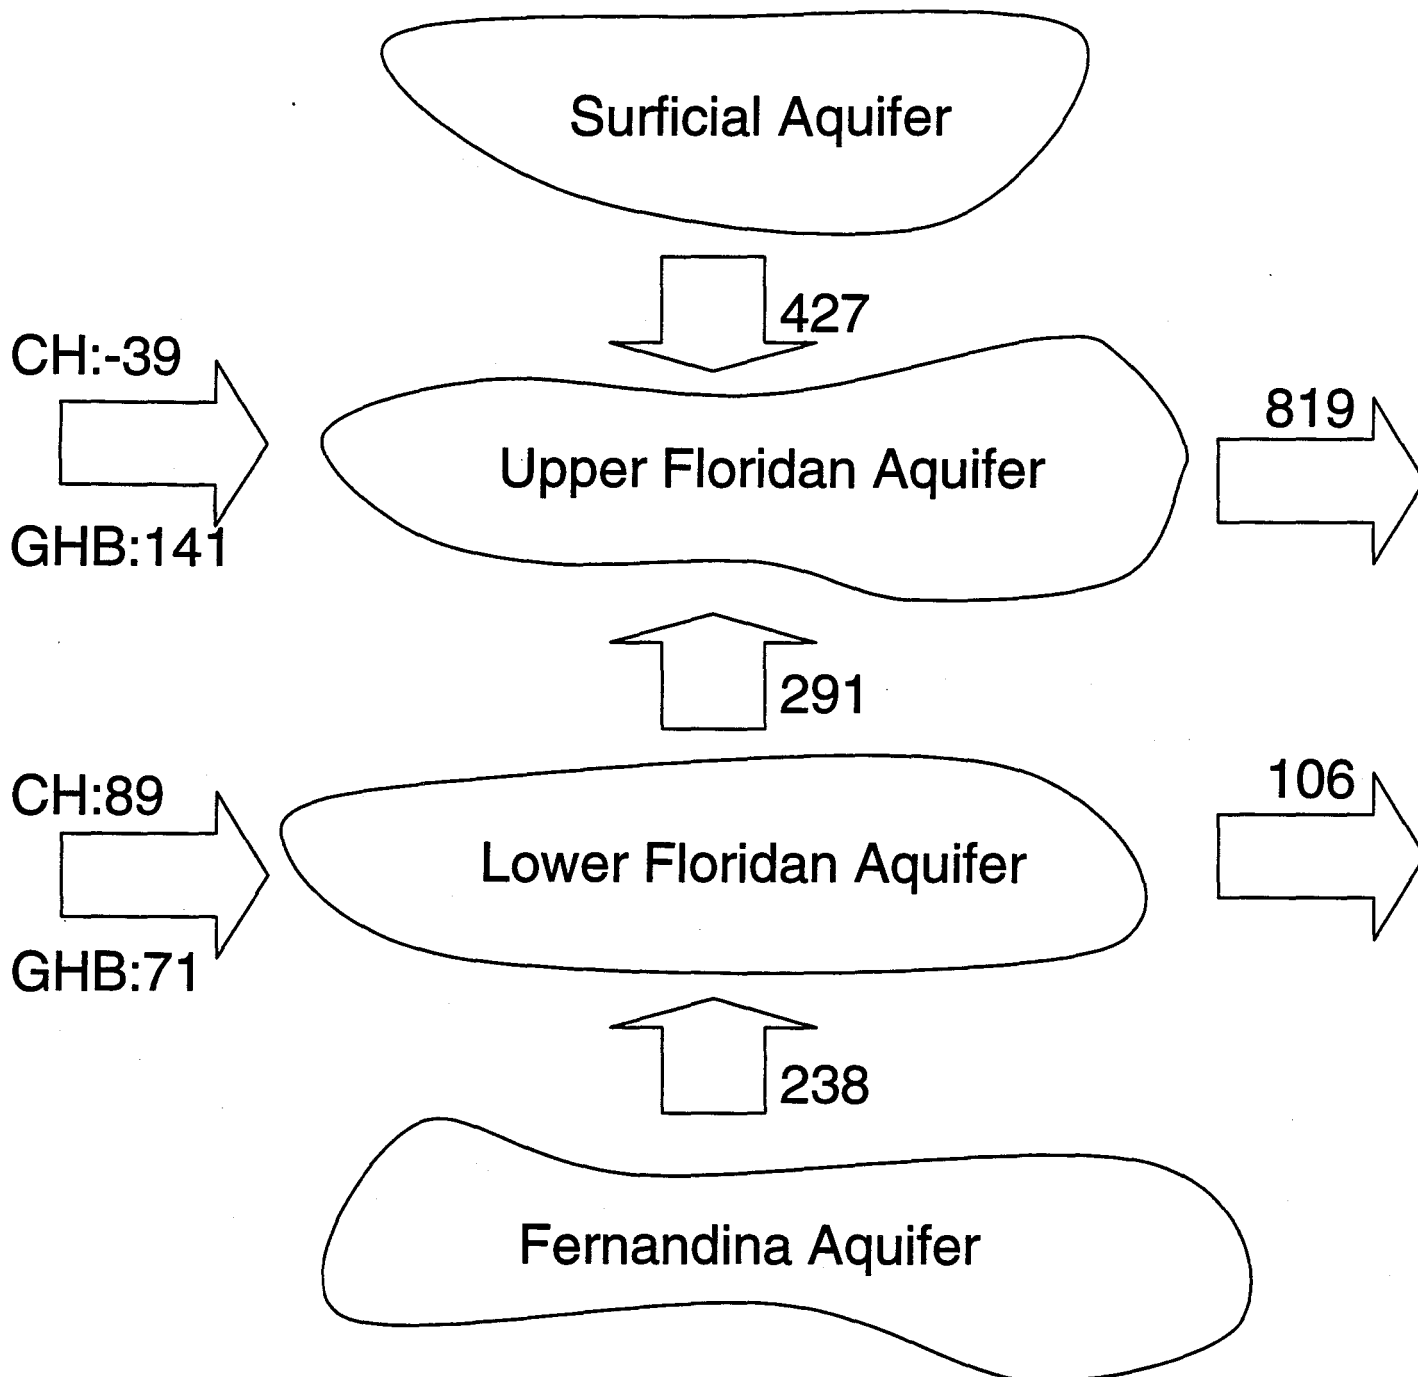 Surficial Aquifer
427
CH:-39
GHB:141
Upper Floridan Aquifer
819
291
CH:89
GHB:71
Lower Floridan Aquifer
106
238
Fernandina Aquifer